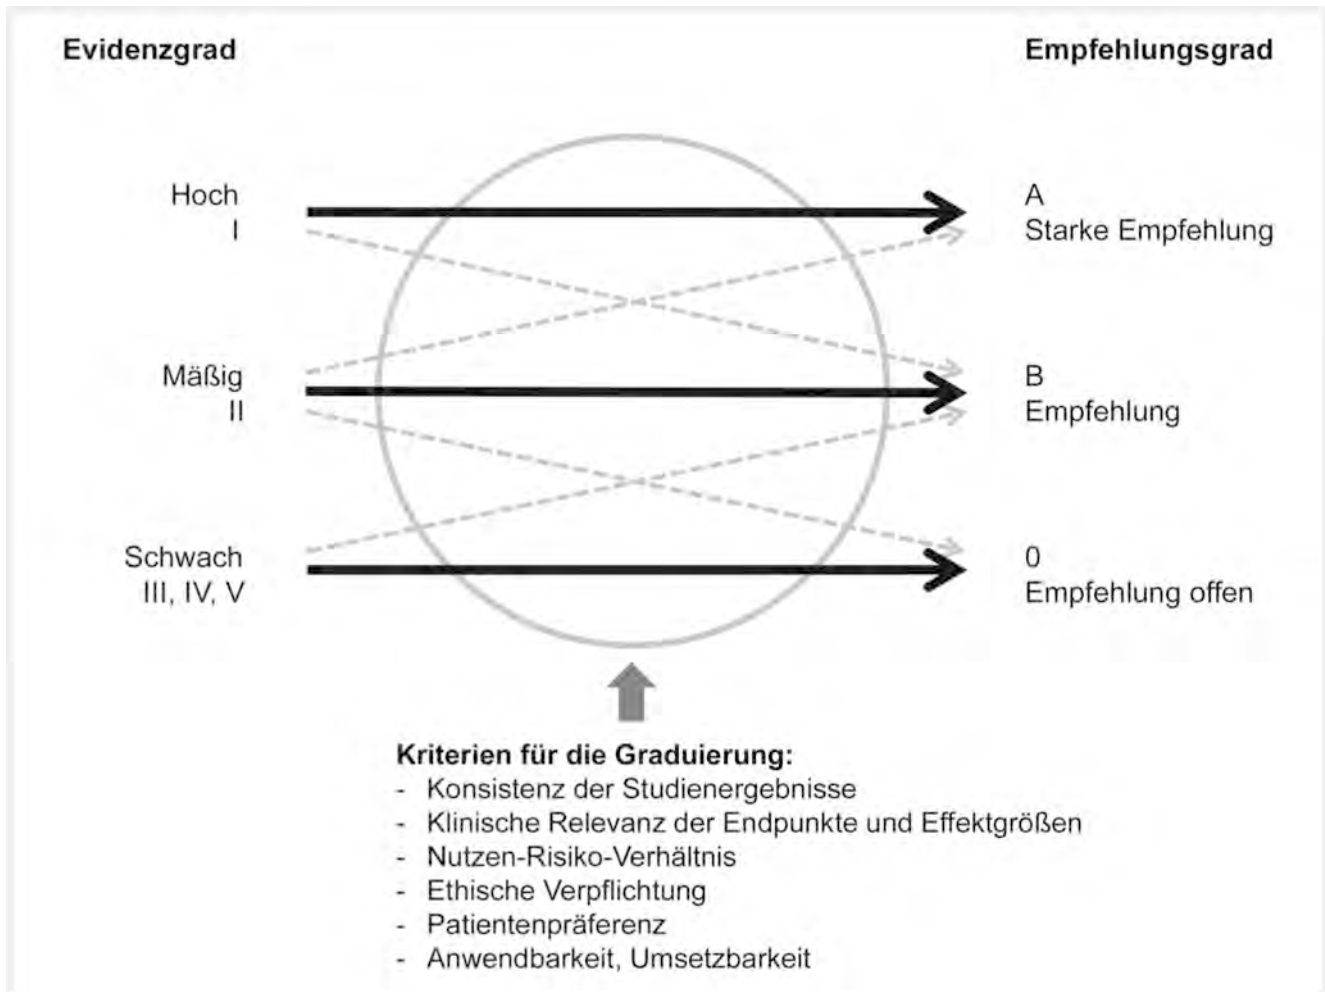 Evidenzgrad
Empfehlungsgrad
Hoch
I
A
Starke Empfehlung
Mäßig
II
B
Empfehlung
Schwach
III, IV, V
0
Empfehlung offen
Kriterien für die Graduierung:
- Konsistenz der Studienergebnisse
- Klinische Relevanz der Endpunkte und Effektgrößen
- Nutzen-Risiko-Verhältnis
- Ethische Verpflichtung
- Patientenpräferenz
- Anwendbarkeit, Umsetzbarkeit